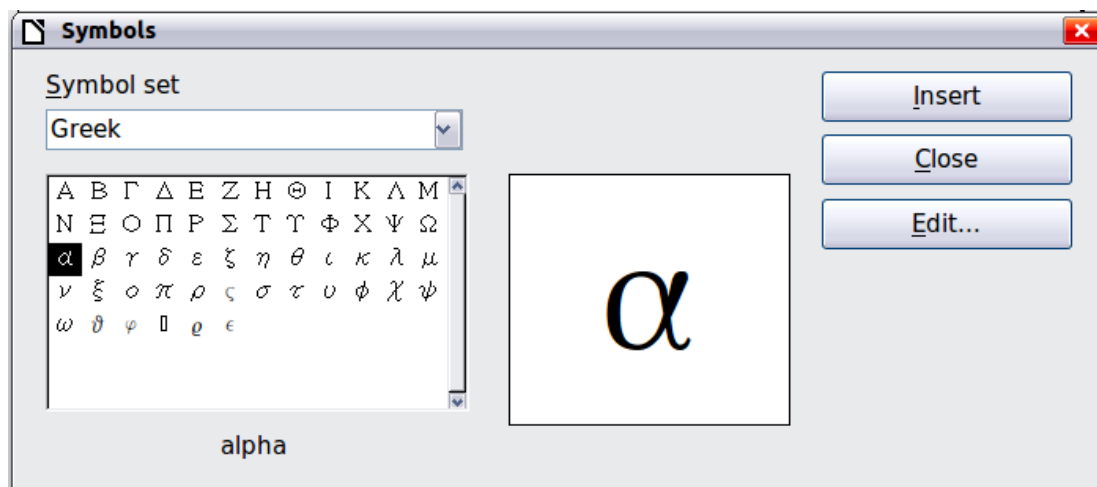 Symbols
Symbol set
Greek
Insert
Close
Edit...
Α Β Γ Δ Ε Ζ Η Θ Ι Κ Λ Μ
Ν Ξ Ο Π Ρ Σ Τ ϒ Φ Χ Ψ Ω
α β γ δ ε ζ η θ ι κ λ μ
ν ξ ο π ρ ς σ τ υ ϕ χ ψ
ω ϑ φ ▯ ϱ ϵ
α
alpha